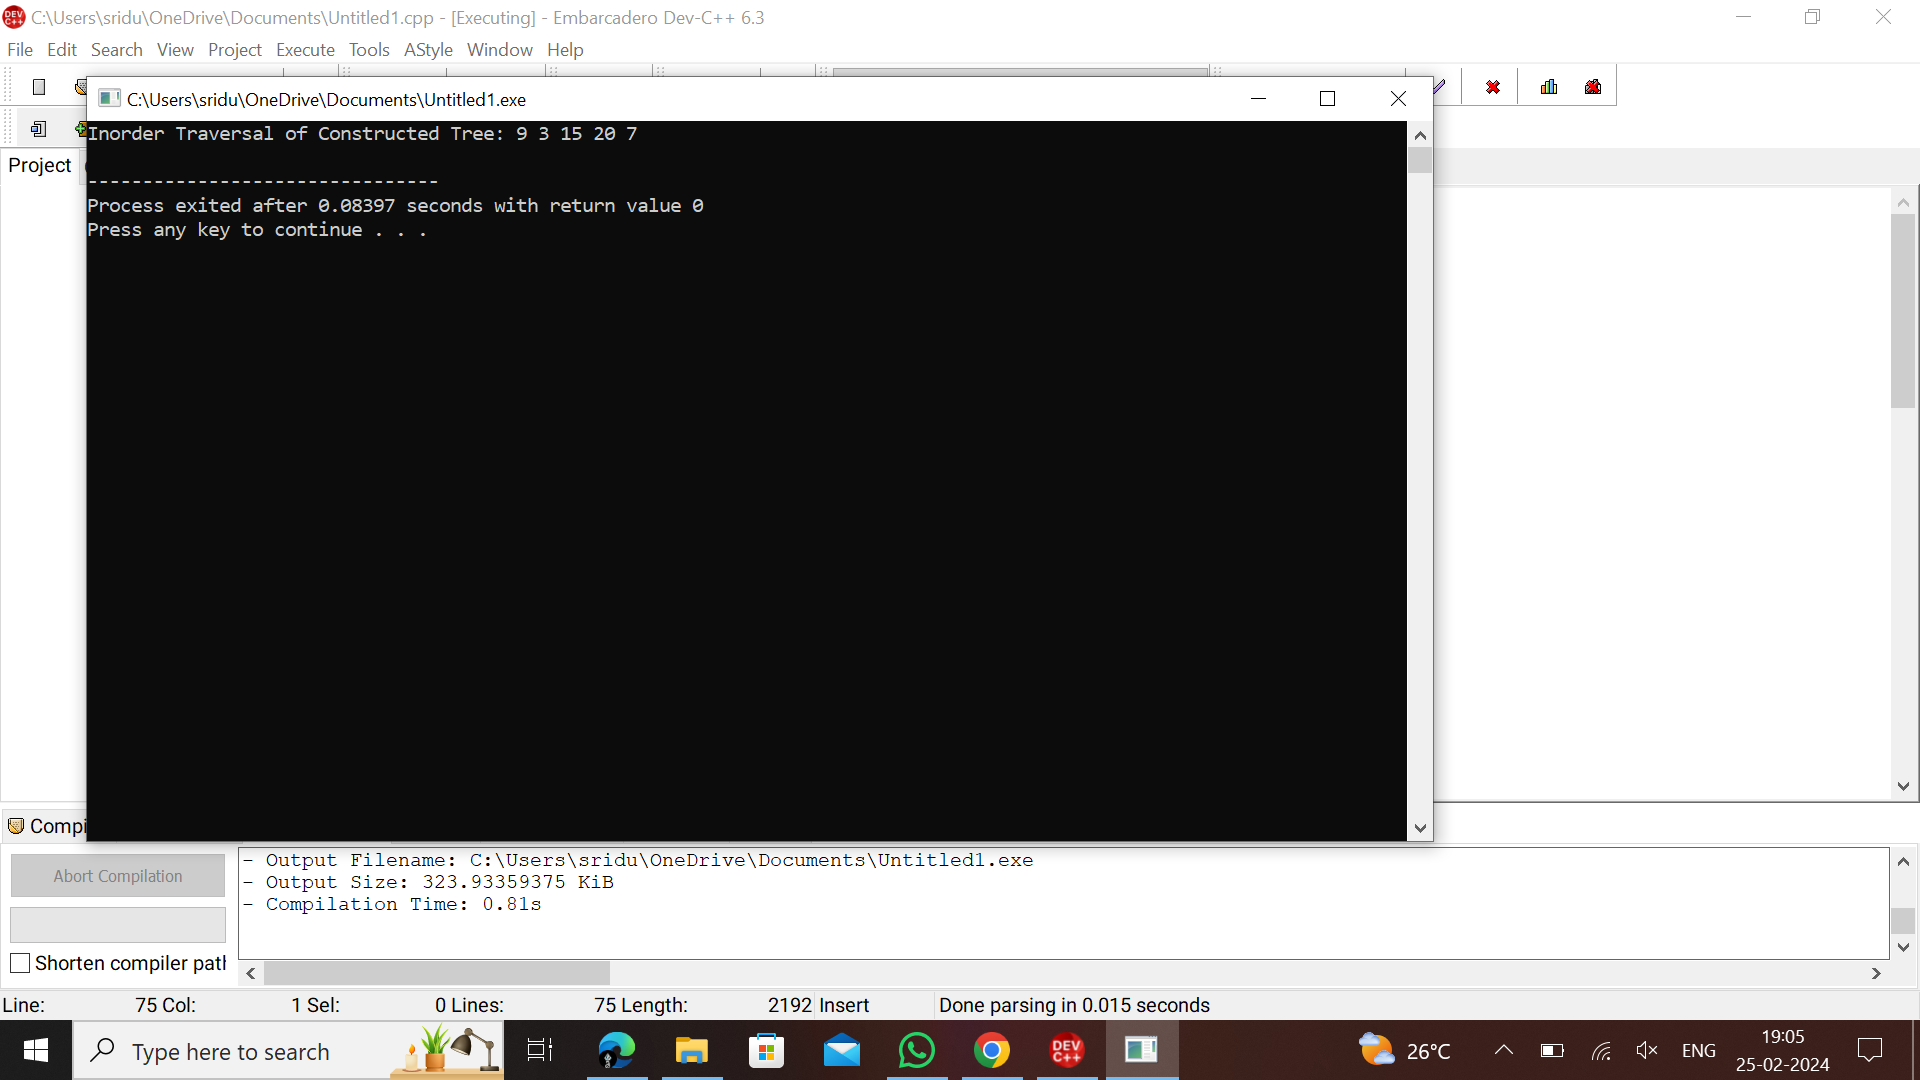 C:\Users\sridu\OneDrive\Documents\Untitled1.cpp - [Executing] - Embarcadero Dev-C++ 6.3
File Edit Search View Project Execute Tools AStyle Window Help
C:\Users\sridu\OneDrive\Documents\Untitled1.exe
Inorder Traversal of Constructed Tree: 9 3 15 20 7
--------------------------------
Process exited after 0.08397 seconds with return value 0
Press any key to continue . . .
Project
Compi
Abort Compilation
Shorten compiler path
- Output Filename: C:\Users\sridu\OneDrive\Documents\Untitled1.exe
- Output Size: 323.93359375 KiB
- Compilation Time: 0.81s
Line: 75 Col: 1 Sel: 0 Lines: 75 Length: 2192 Insert Done parsing in 0.015 seconds
Type here to search
DEV C++
26°C
ENG
19:05
25-02-2024